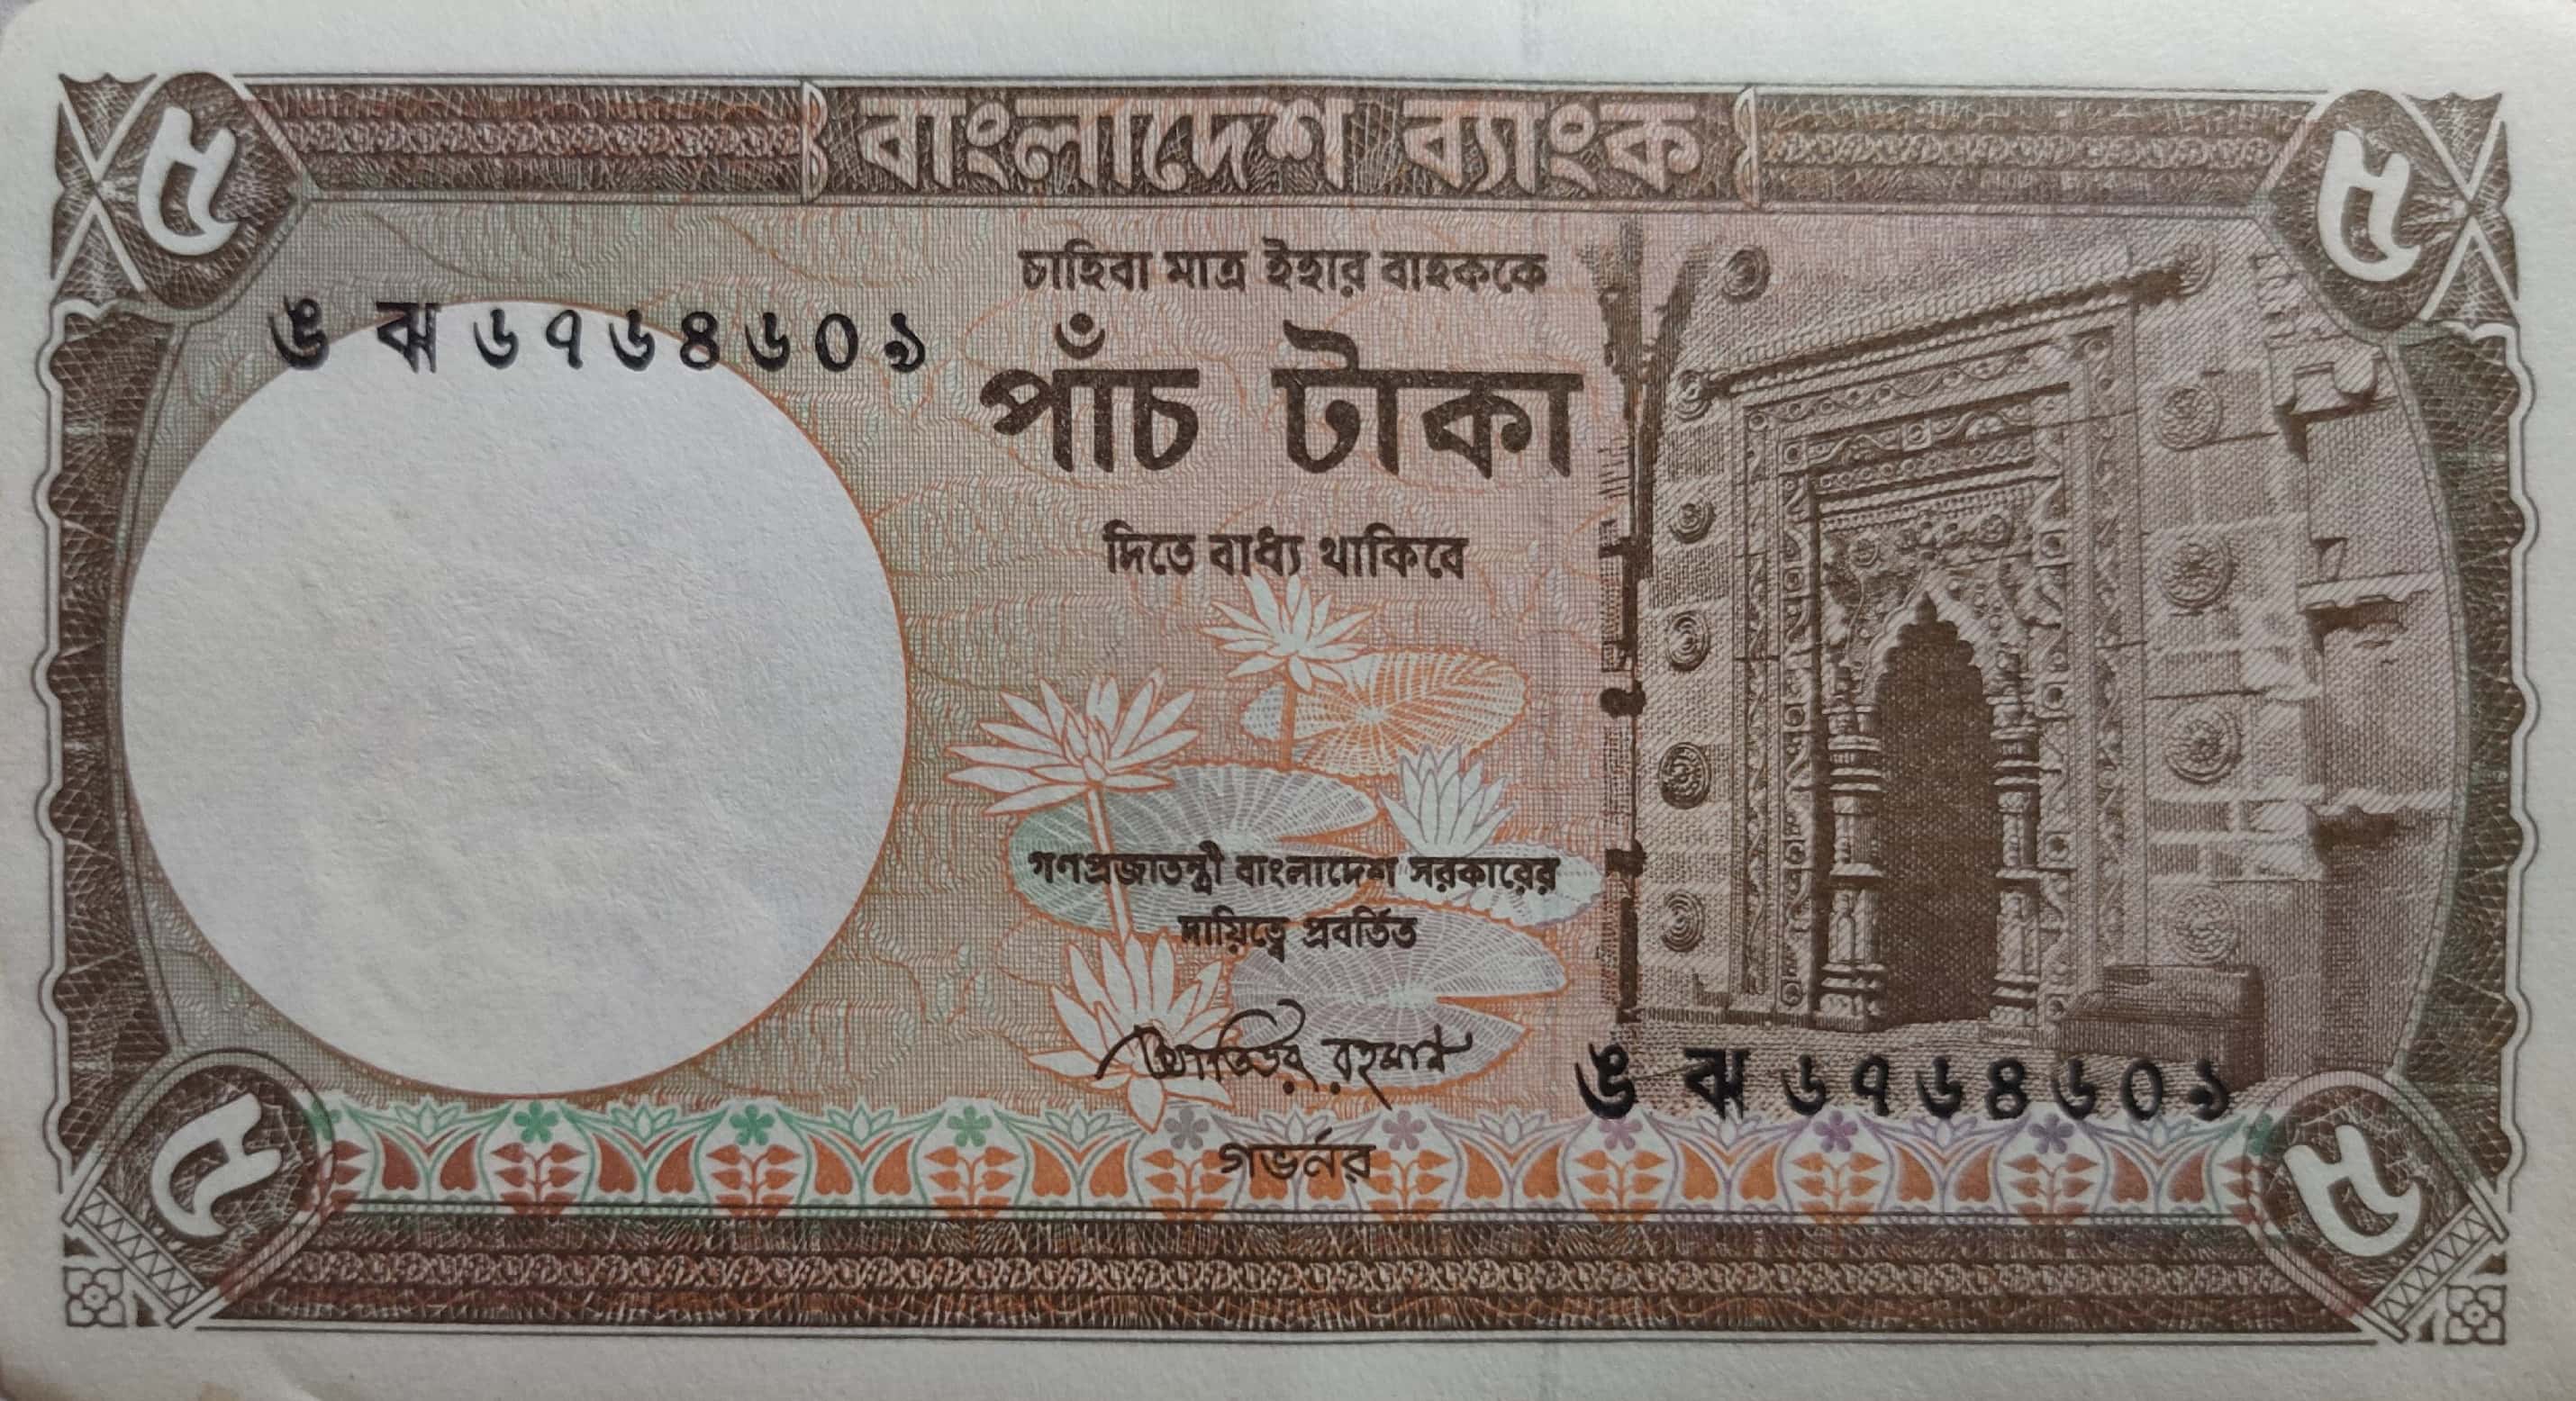 ৫ বাংলাদেশ ব্যাংক ৫
চাহিবা মাত্র ইহার বাহককে
ঙ ঝ ৬৭৬৪৬০৯
পাঁচ টাকা
দিতে বাধ্য থাকিবে
গণপ্রজাতন্ত্রী বাংলাদেশ সরকারের
দায়িত্বে প্রবর্তিত
আতিউর রহমান
ঙ ঝ ৬৭৬৪৬০৯
গভর্নর
৫ ৫